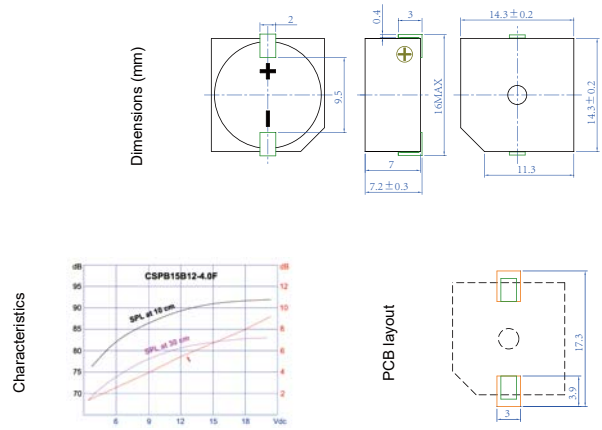 Dimensions (mm)
2
9.5
+
−
0.4
3
16MAX
7
7.2±0.3
14.3±0.2
14.3±0.2
11.3
Characteristics
dB
dB
CSPB15B12-4.0F
95
12
90
10
85
8
80
6
75
4
70
2
SPL at 10 cm
SPL at 30 cm
I
6
9
12
15
18
Vdc
PCB layout
17.3
3.9
3